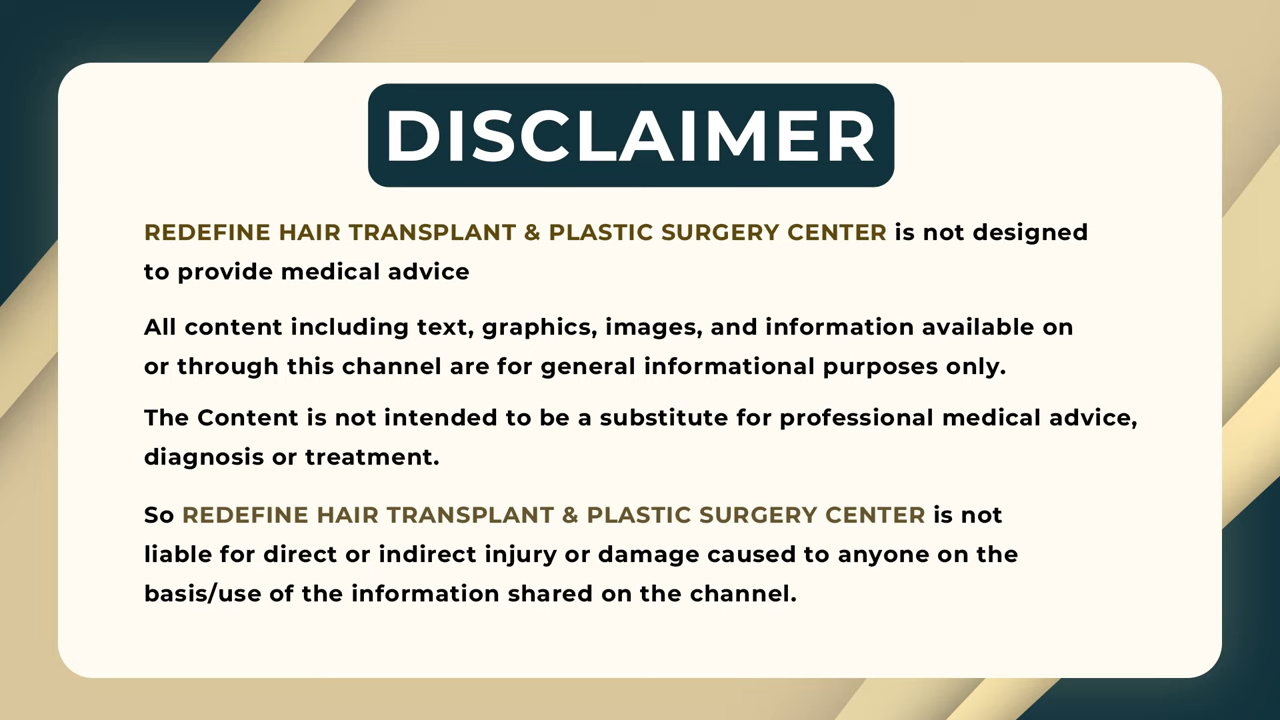 DISCLAIMER
REDEFINE HAIR TRANSPLANT & PLASTIC SURGERY CENTER is not designed
to provide medical advice
All content including text, graphics, images, and information available on
or through this channel are for general informational purposes only.
The Content is not intended to be a substitute for professional medical advice,
diagnosis or treatment.
So REDEFINE HAIR TRANSPLANT & PLASTIC SURGERY CENTER is not
liable for direct or indirect injury or damage caused to anyone on the
basis/use of the information shared on the channel.